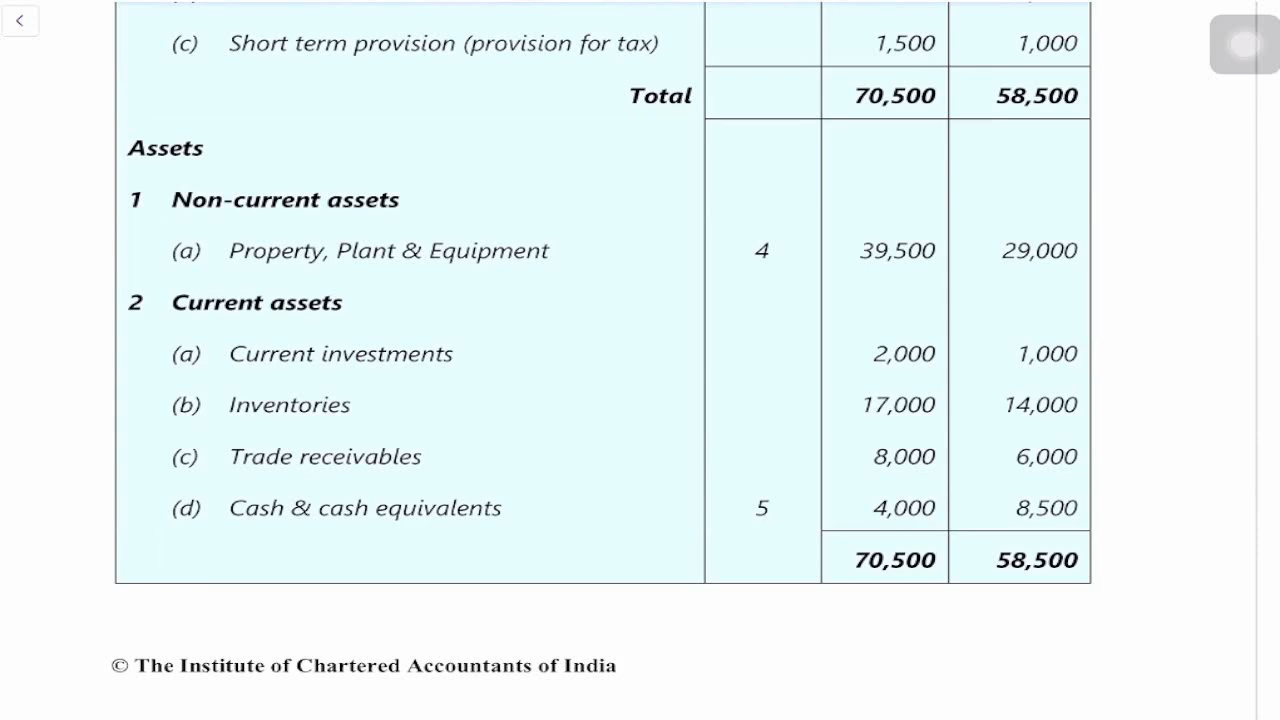 (c) Short term provision (provision for tax) 1,500 1,000
Total 70,500 58,500
Assets
1 Non-current assets
(a) Property, Plant & Equipment 4 39,500 29,000
2 Current assets
(a) Current investments 2,000 1,000
(b) Inventories 17,000 14,000
(c) Trade receivables 8,000 6,000
(d) Cash & cash equivalents 5 4,000 8,500
70,500 58,500
© The Institute of Chartered Accountants of India